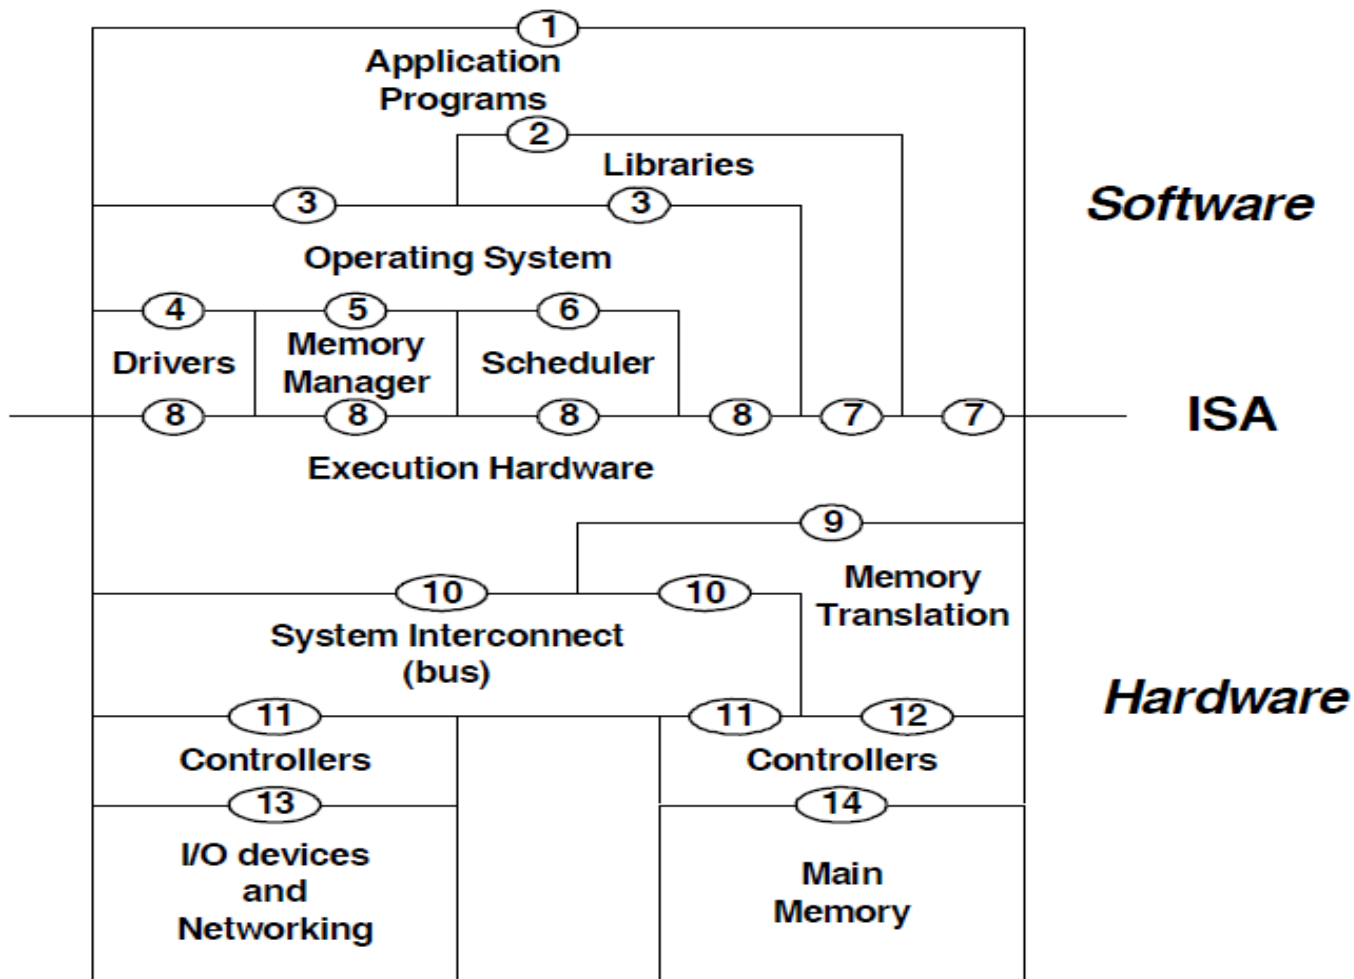 1
Application
Programs
2
Libraries
Software
3 3
Operating System
4 5 6
Drivers
Memory
Manager
Scheduler
8 8 8 8 7 7
ISA
Execution Hardware
9
Memory
Translation
10 10
System Interconnect
(bus)
Hardware
11 11 12
Controllers Controllers
13 14
I/O devices
and
Networking
Main
Memory